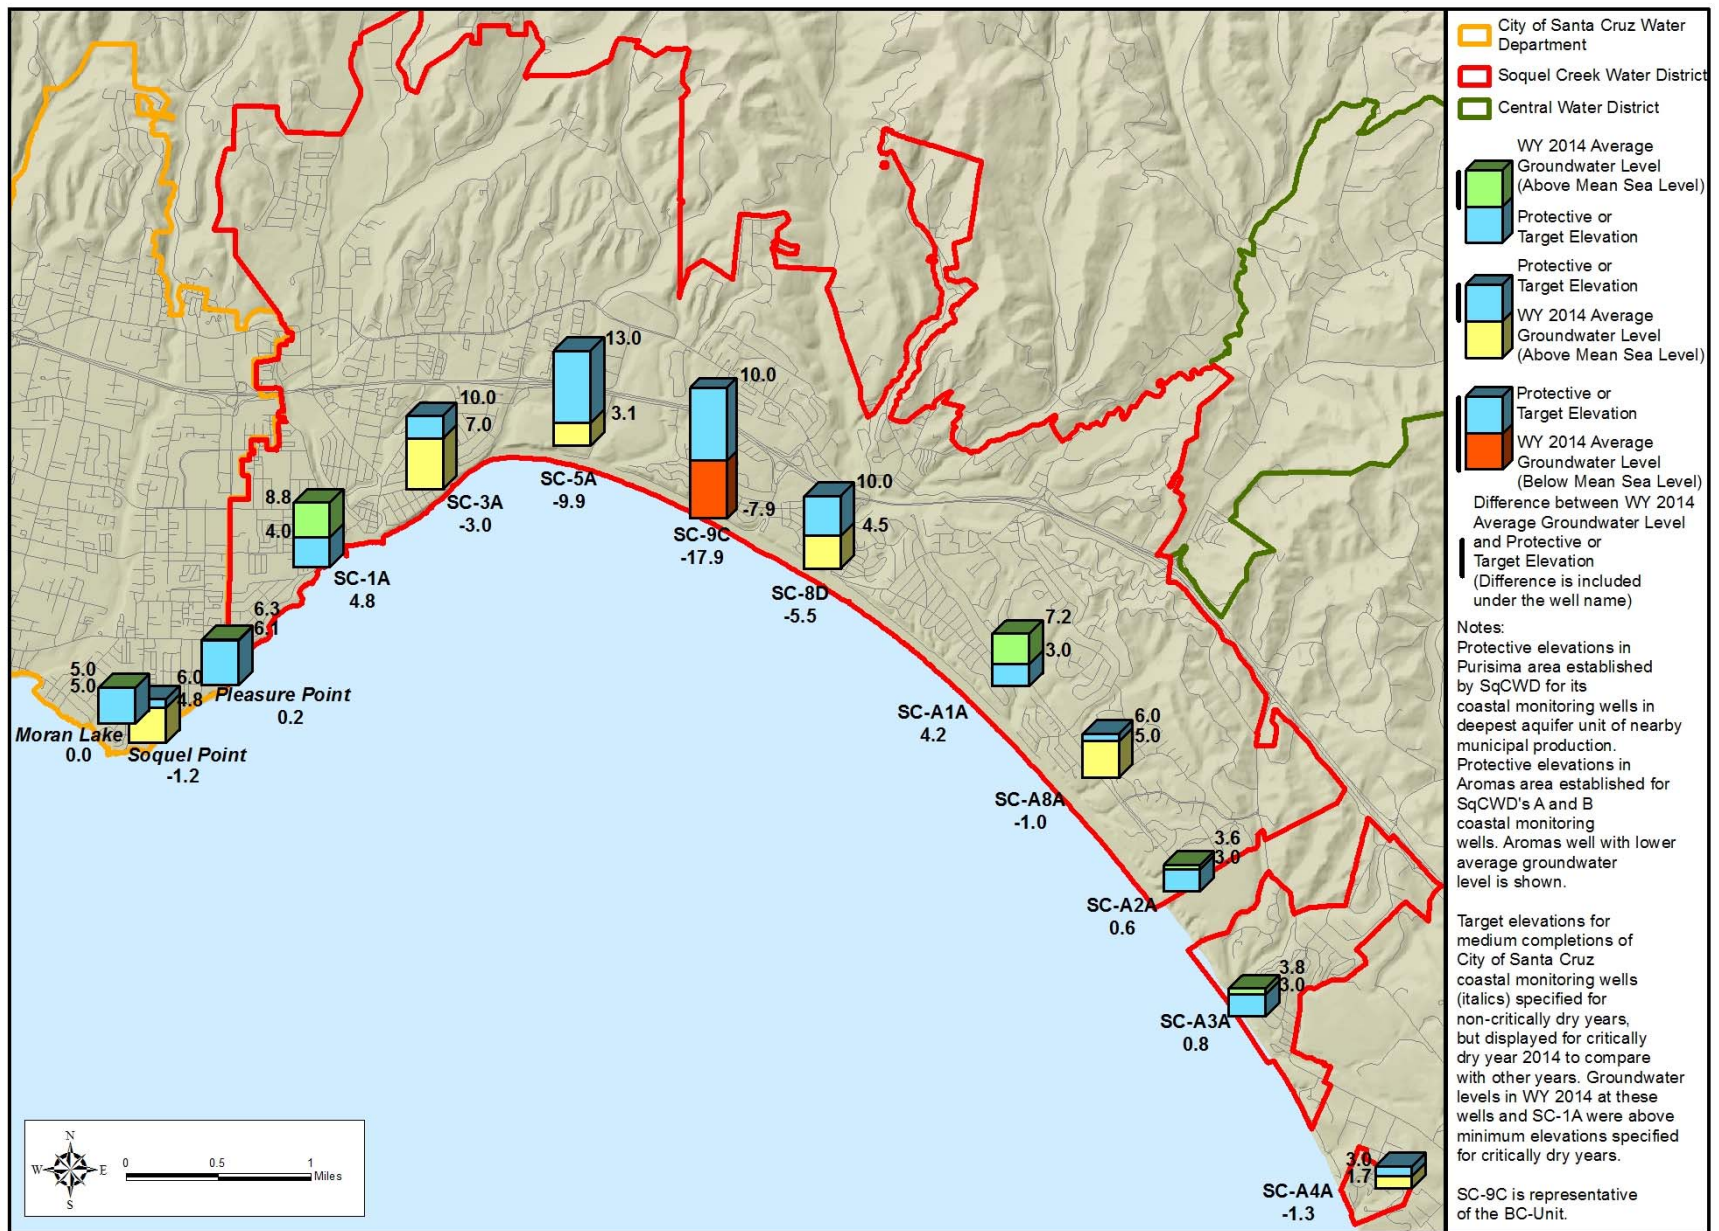 13.0
3.1
SC-5A
-9.9
10.0
7.0
SC-3A
-3.0
10.0
-7.9
SC-9C
-17.9
10.0
4.5
SC-8D
-5.5
8.8
4.0
SC-1A
4.8
6.3
6.1
Pleasure Point
0.2
5.0
5.0
Moran Lake
0.0
6.0
4.8
Soquel Point
-1.2
7.2
3.0
SC-A1A
4.2
6.0
5.0
SC-A8A
-1.0
3.6
3.0
SC-A2A
0.6
3.8
3.0
SC-A3A
0.8
3.0
1.7
SC-A4A
-1.3
N
W
E
S
0
0.5
1
Miles
City of Santa Cruz Water
Department
Soquel Creek Water District
Central Water District
WY 2014 Average
Groundwater Level
(Above Mean Sea Level)
Protective or
Target Elevation
Protective or
Target Elevation
WY 2014 Average
Groundwater Level
(Above Mean Sea Level)
Protective or
Target Elevation
WY 2014 Average
Groundwater Level
(Below Mean Sea Level)
Difference between WY 2014
Average Groundwater Level
and Protective or
Target Elevation
(Difference is included
under the well name)
Notes:
Protective elevations in
Purisima area established
by SqCWD for its
coastal monitoring wells in
deepest aquifer unit of nearby
municipal production.
Protective elevations in
Aromas area established for
SqCWD's A and B
coastal monitoring
wells. Aromas well with lower
average groundwater
level is shown.
Target elevations for
medium completions of
City of Santa Cruz
coastal monitoring wells
(italics) specified for
non-critically dry years,
but displayed for critically
dry year 2014 to compare
with other years. Groundwater
levels in WY 2014 at these
wells and SC-1A were above
minimum elevations specified
for critically dry years.
SC-9C is representative
of the BC-Unit.